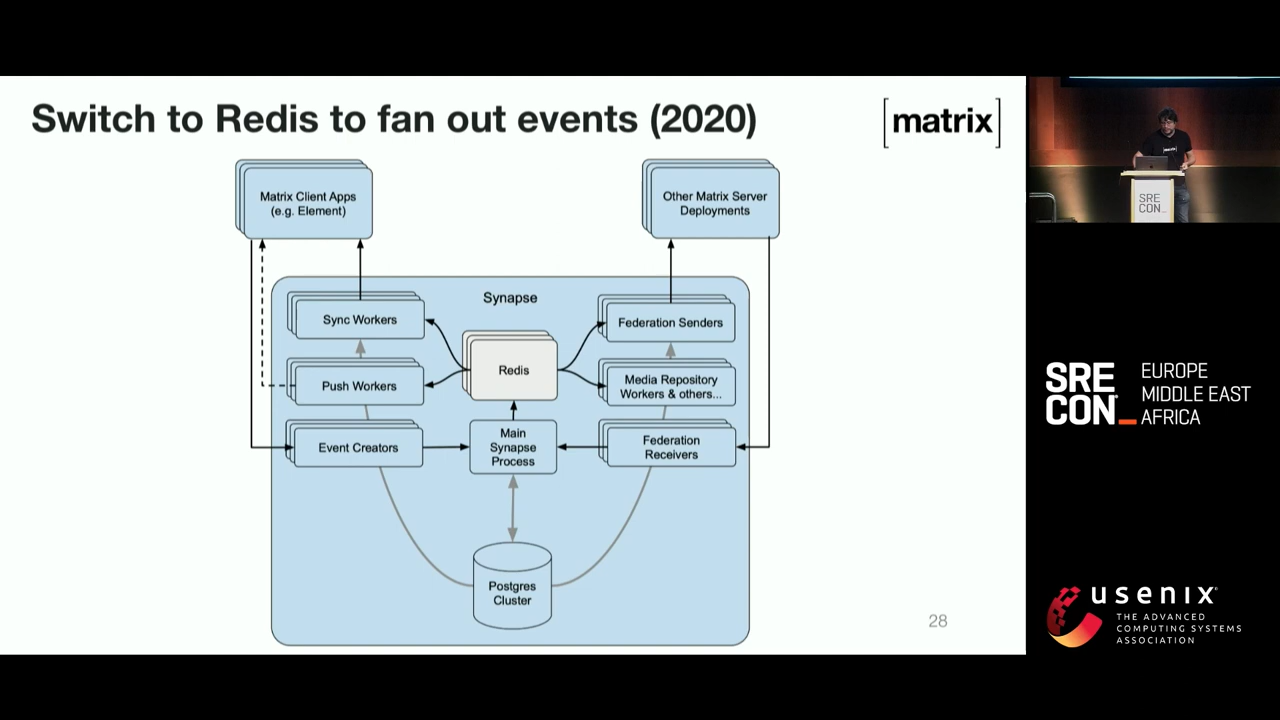 Switch to Redis to fan out events (2020)
[matrix]
Matrix Client Apps
(e.g. Element)
Other Matrix Server
Deployments
Synapse
Sync Workers
Federation Senders
Redis
Push Workers
Media Repository
Workers & others...
Event Creators
Main
Synapse
Process
Federation
Receivers
Postgres
Cluster
28
SRE
CON_
SRE
CON_
EUROPE
MIDDLE EAST
AFRICA
usenix
THE ADVANCED
COMPUTING SYSTEMS
ASSOCIATION